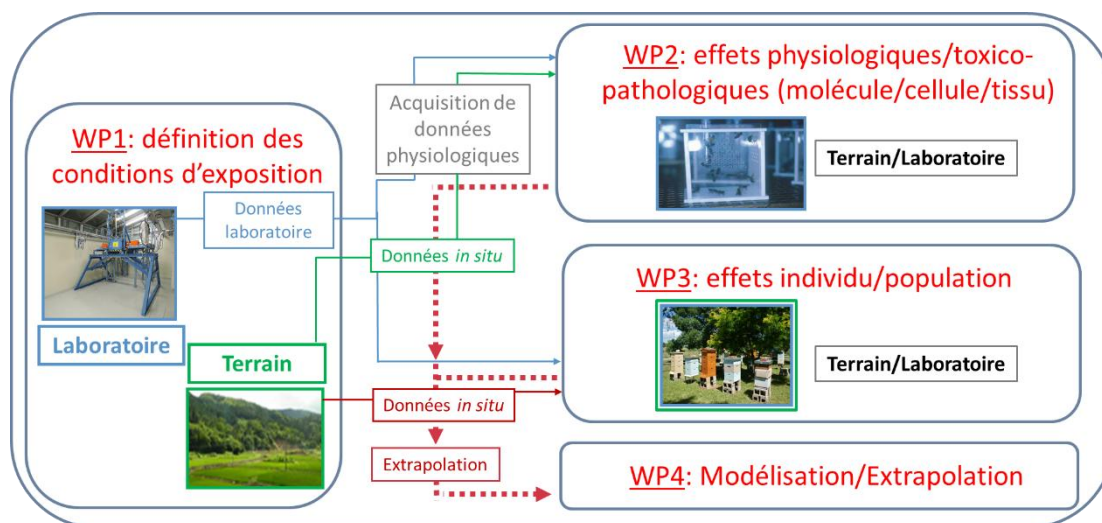 WP1: définition des
conditions d'exposition
Données
laboratoire
Laboratoire
Terrain
Acquisition de
données
physiologiques
Données in situ
Données in situ
Extrapolation
WP2: effets physiologiques/toxico-
pathologiques (molécule/cellule/tissu)
Terrain/Laboratoire
WP3: effets individu/population
Terrain/Laboratoire
WP4: Modélisation/Extrapolation